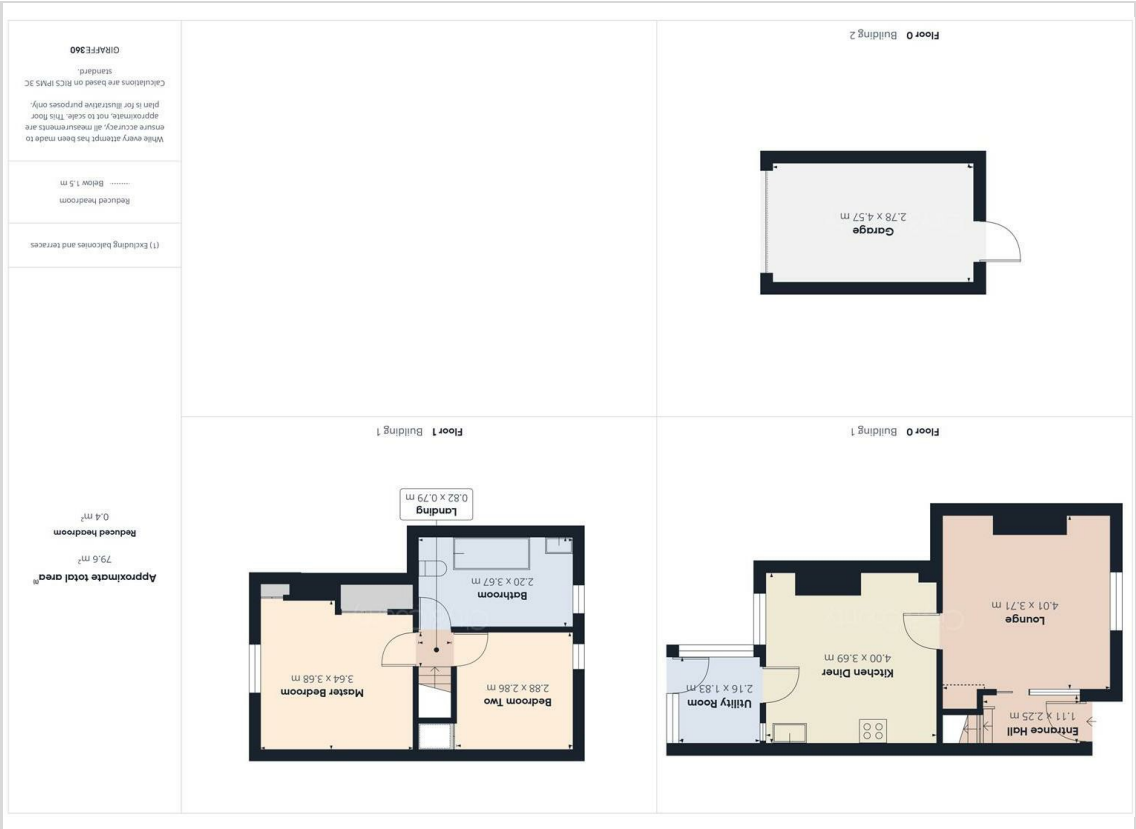 Approximate total area⁽¹⁾
79.6 m²
Reduced headroom
0.4 m²
(1) Excluding balconies and terraces
Reduced headroom
Below 1.5 m
While every attempt has been made to
ensure accuracy, all measurements are
approximate, not to scale. This floor
plan is for illustrative purposes only.
Calculations are based on RICS IPMS 3C
standard.
GIRAFFE360
Entrance Hall
1.11 x 2.25 m
Lounge
4.01 x 3.71 m
Kitchen Diner
4.00 x 3.69 m
Utility Room
2.16 x 1.83 m
Floor 0 Building 1
Bedroom Two
2.88 x 2.86 m
Master Bedroom
3.64 x 3.68 m
Bathroom
2.20 x 3.67 m
Landing
0.82 x 0.79 m
Floor 1 Building 1
Garage
2.78 x 4.57 m
Floor 0 Building 2